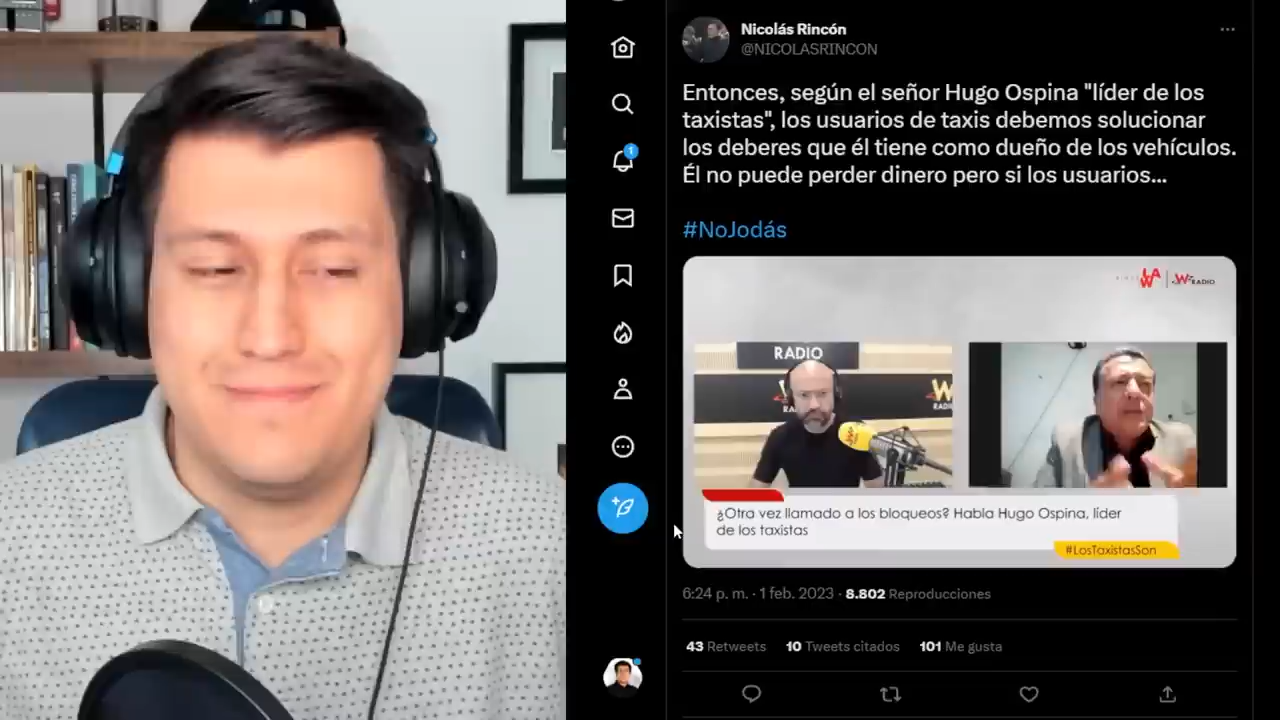 Nicolás Rincón
@NICOLASRINCON
Entonces, según el señor Hugo Ospina "líder de los
taxistas", los usuarios de taxis debemos solucionar
los deberes que él tiene como dueño de los vehículos.
Él no puede perder dinero pero si los usuarios...
#NoJodás
LA W
W RADIO
RADIO
¿Otra vez llamado a los bloqueos? Habla Hugo Ospina, líder
de los taxistas
#LosTaxistasSon
6:24 p. m. · 1 feb. 2023 · 8.802 Reproducciones
43 Retweets 10 Tweets citados 101 Me gusta
1